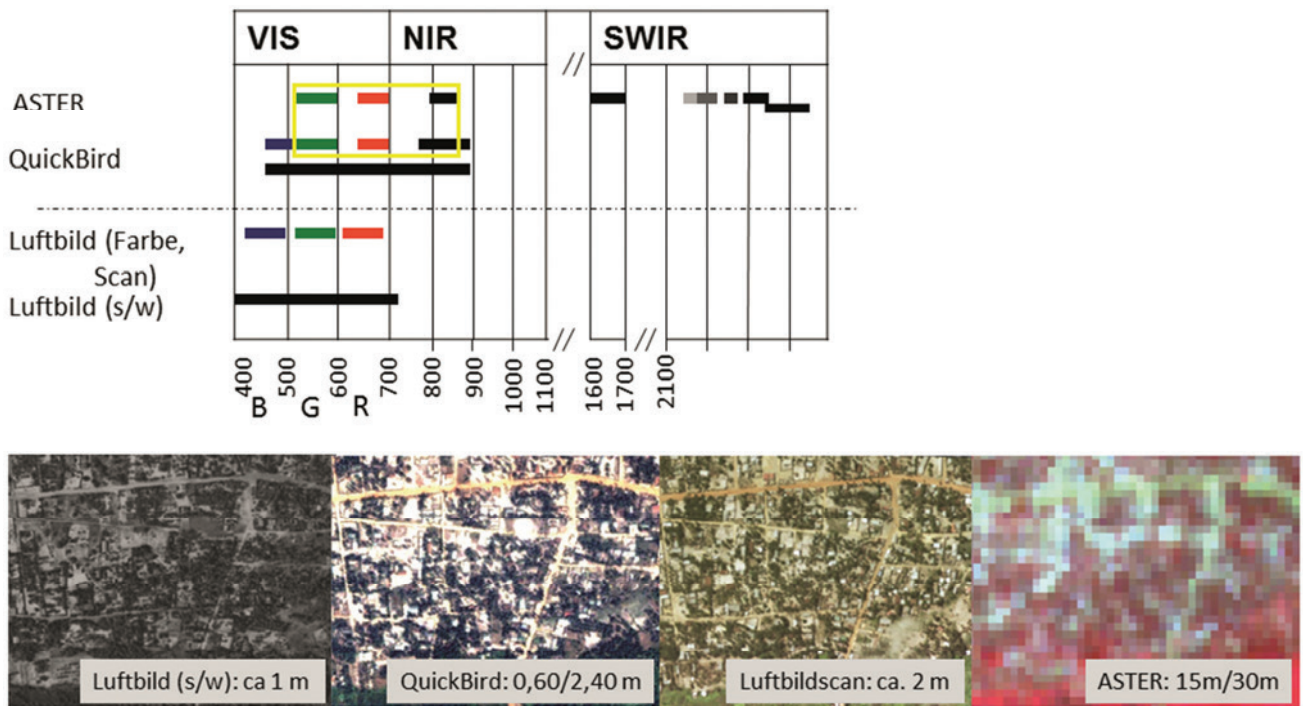 VIS NIR // SWIR
ASTER
QuickBird
Luftbild (Farbe,
Scan)
Luftbild (s/w)
400 500 600 700 800 900 1000 1100 // 1600 1700 // 2100
B G R
Luftbild (s/w): ca 1 m
QuickBird: 0,60/2,40 m
Luftbildscan: ca. 2 m
ASTER: 15m/30m